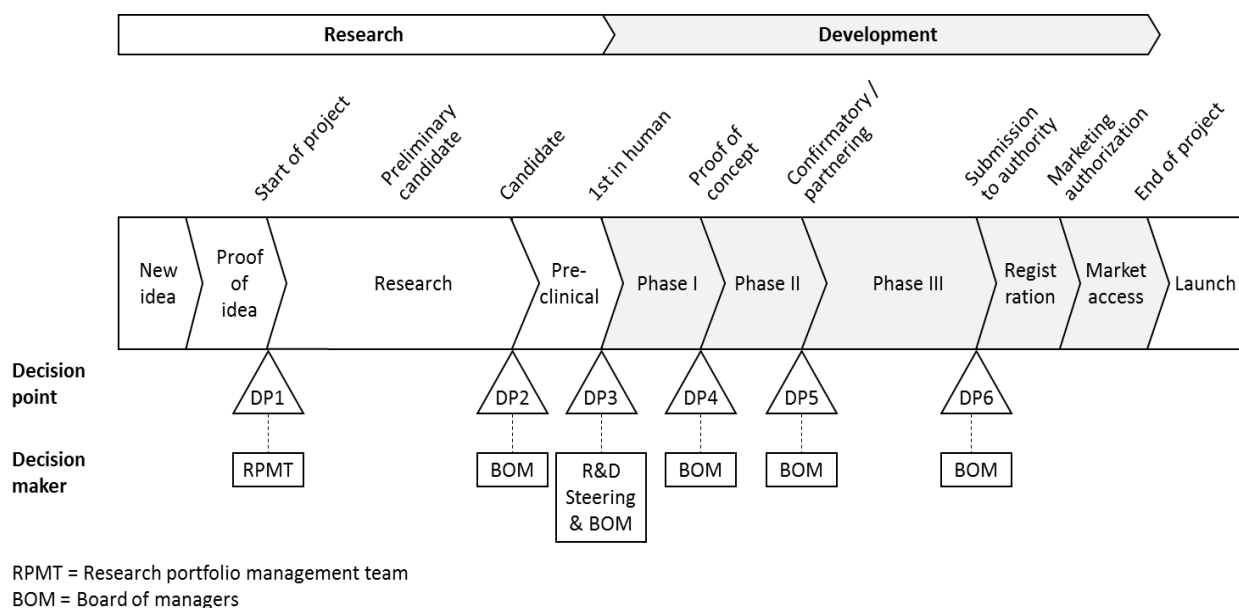 Research
Development
Start of project
Preliminary
candidate
Candidate
1st in human
Proof of
concept
Confirmatory /
partnering
Submission
to authority
Marketing
authorization
End of project
New
idea
Proof
of
idea
Research
Pre-
clinical
Phase I
Phase II
Phase III
Regist
ration
Market
access
Launch
Decision
point
DP1
DP2
DP3
DP4
DP5
DP6
Decision
maker
RPMT
BOM
R&D
Steering
& BOM
BOM
BOM
BOM
RPMT = Research portfolio management team
BOM = Board of managers